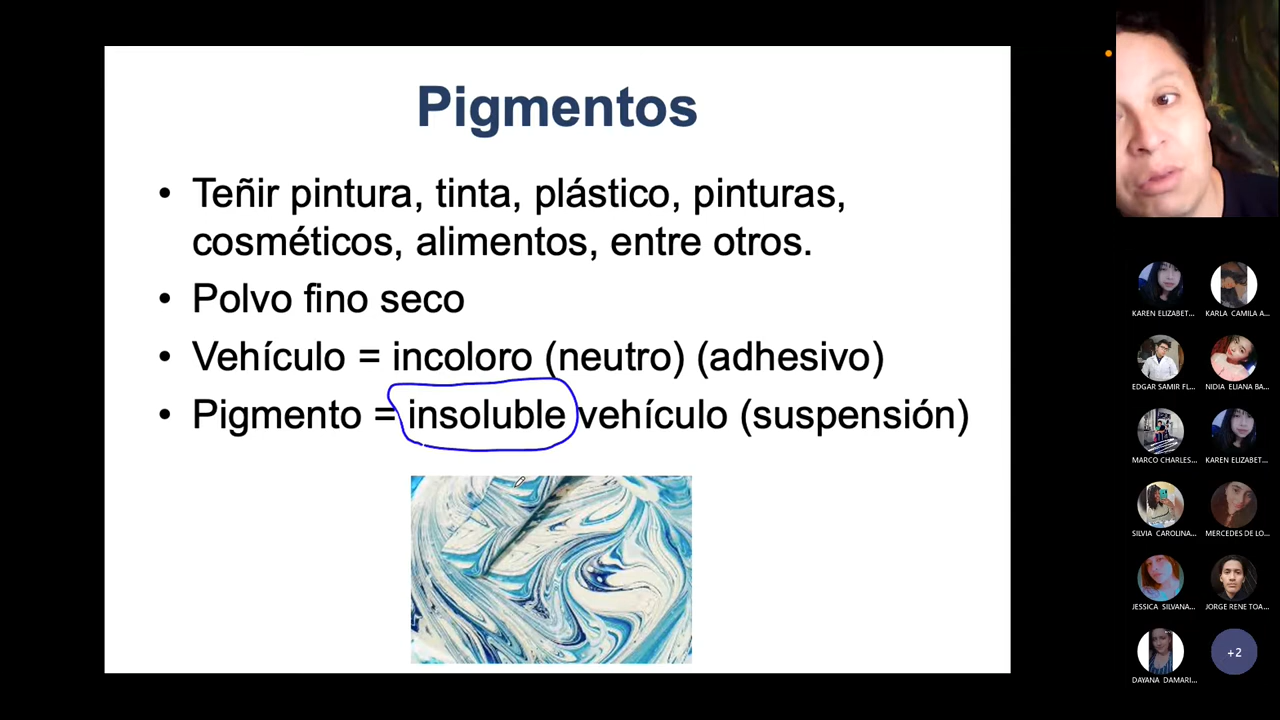 Pigmentos
• Teñir pintura, tinta, plástico, pinturas,
cosméticos, alimentos, entre otros.
• Polvo fino seco
• Vehículo = incoloro (neutro) (adhesivo)
• Pigmento = insoluble vehículo (suspensión)
KAREN ELIZABET... KARLA CAMILA A...
EDGAR SAMIR FL... NIDIA ELIANA BA...
MARCO CHARLES... KAREN ELIZABET...
SILVIA CAROLINA... MERCEDES DE LO...
JESSICA SILVANA... JORGE RENE TOA...
DAYANA DAMARI... +2